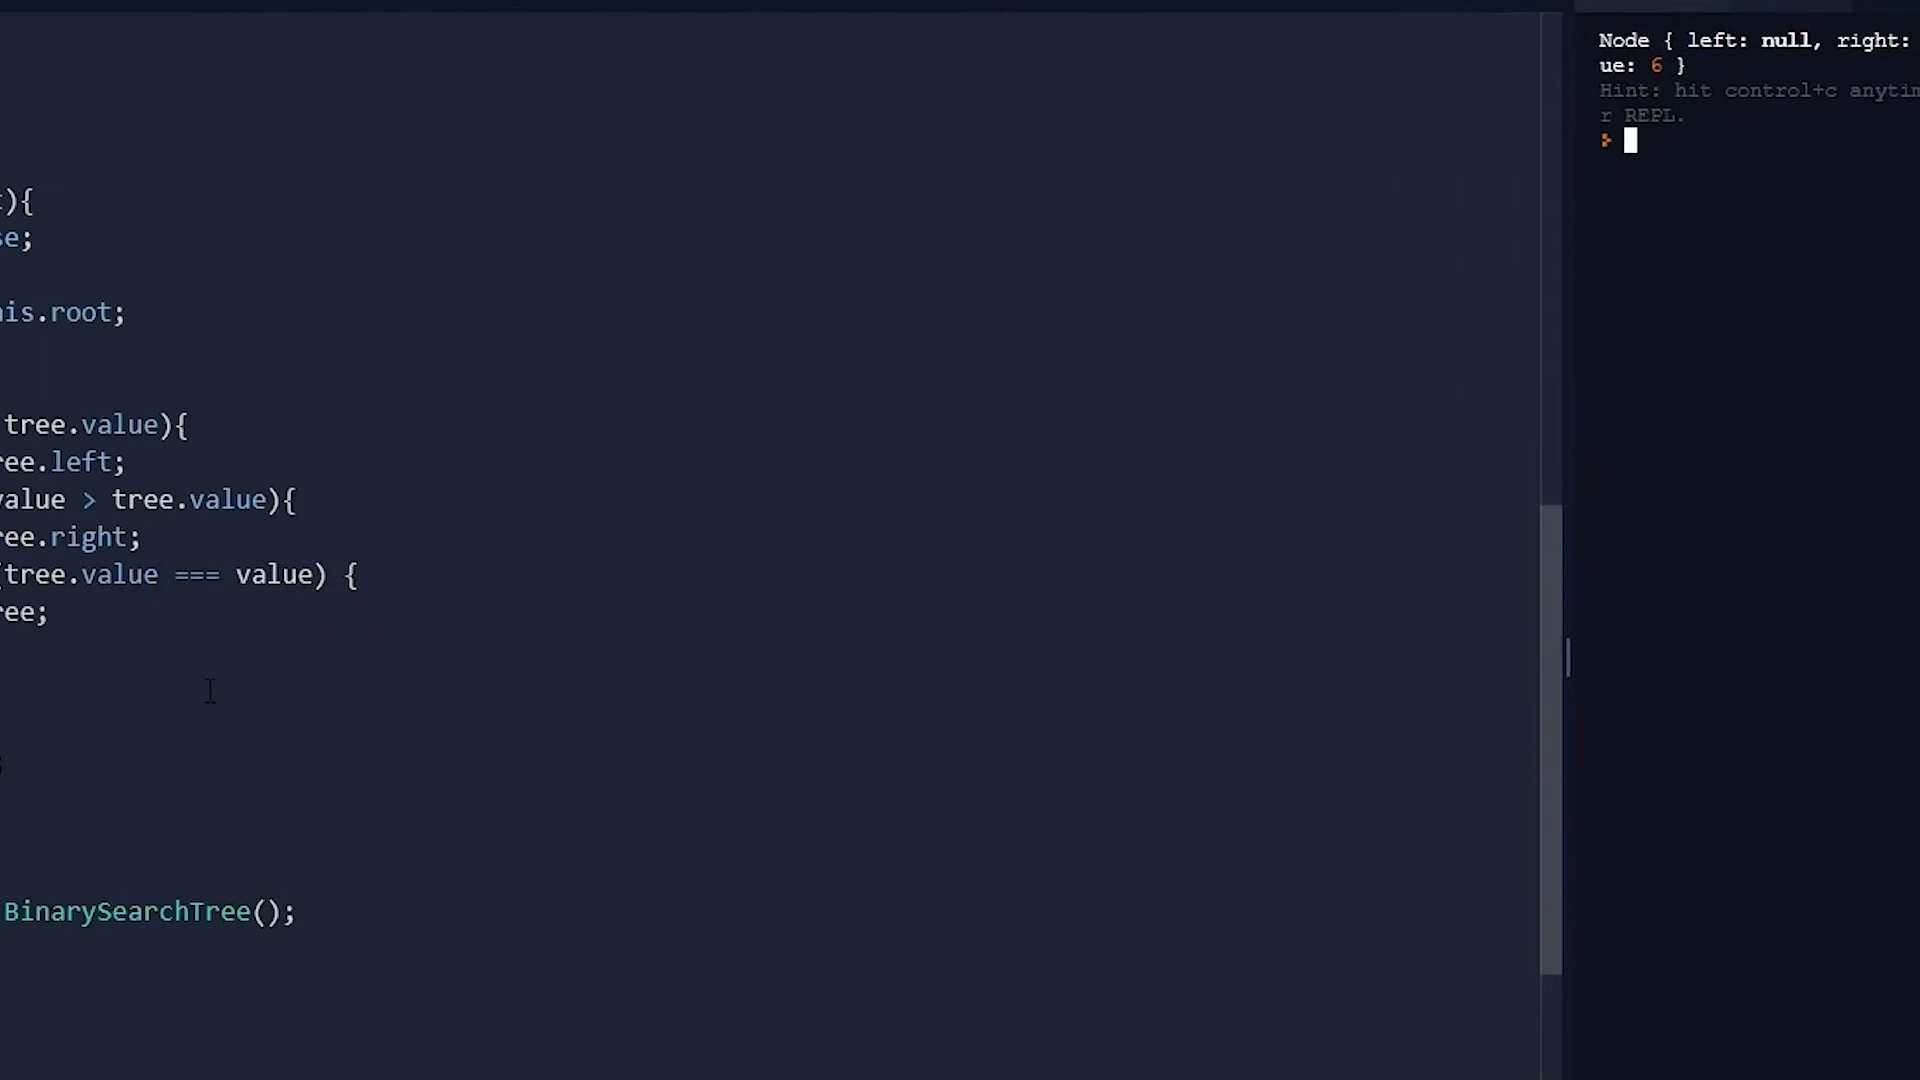 ){
se;
his.root;
tree.value){
ree.left;
value > tree.value){
ree.right;
(tree.value === value) {
ree;
BinarySearchTree();
Node { left: null, right:
ue: 6 }
Hint: hit control+c anytim
r REPL.